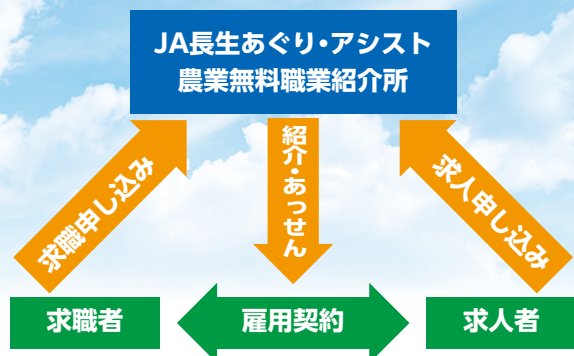 JA長生あぐり・アシスト
農業無料職業紹介所
求職申し込み
紹介・あっせん
求人申し込み
求職者
雇用契約
求人者